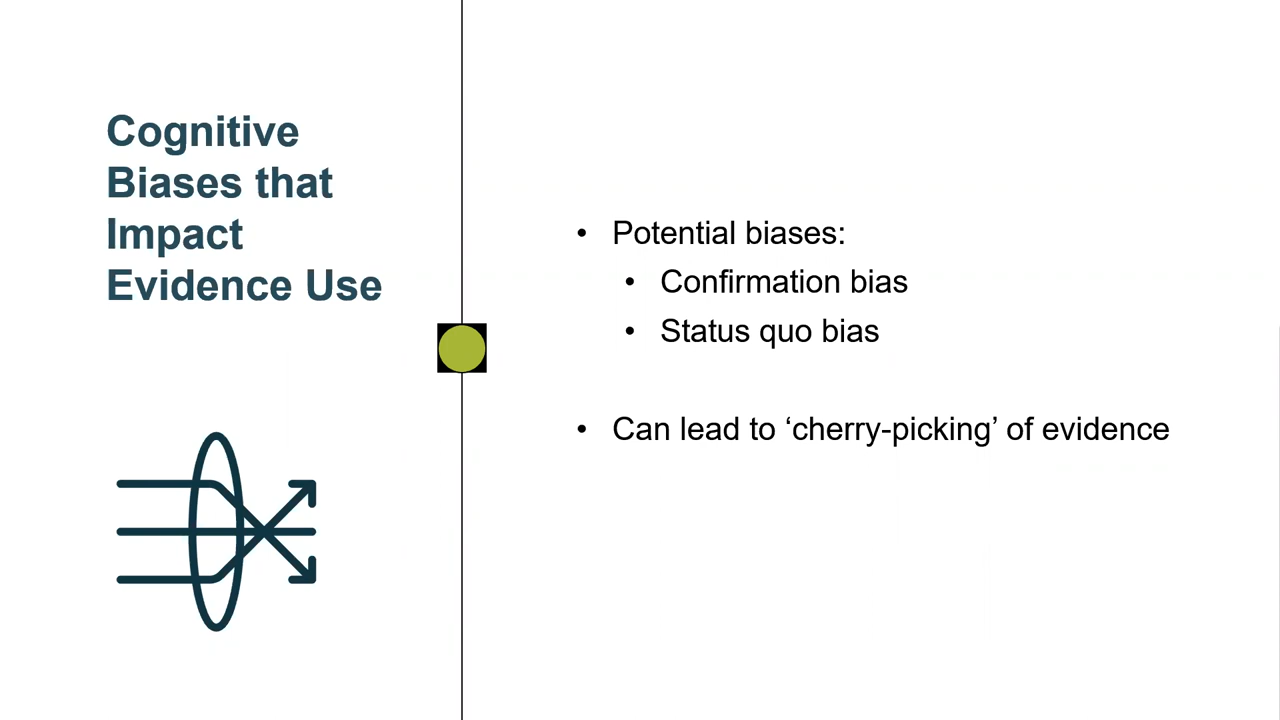 Cognitive
Biases that
Impact
Evidence Use
• Potential biases:
• Confirmation bias
• Status quo bias
• Can lead to ‘cherry-picking’ of evidence